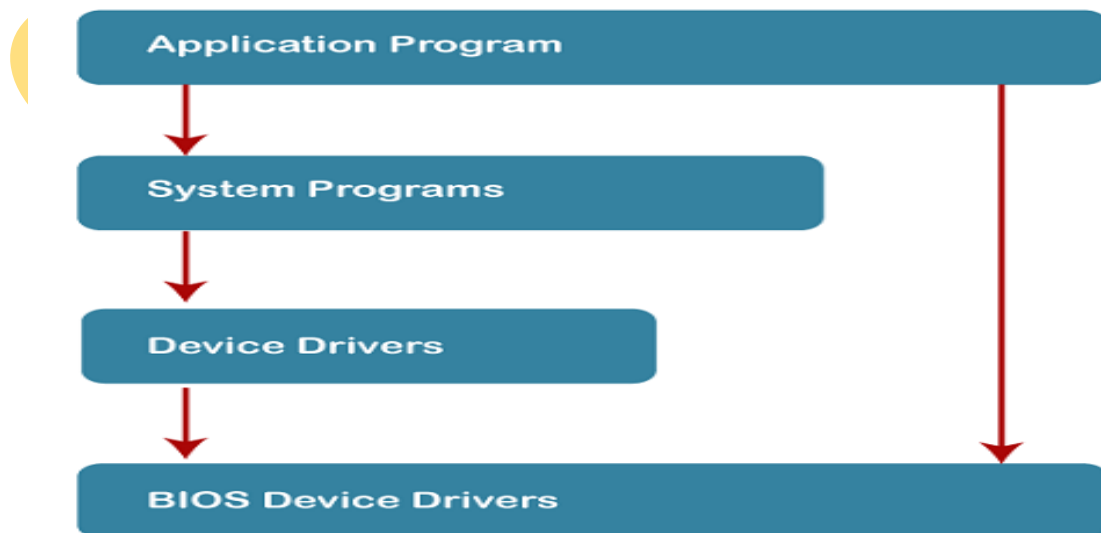 Application Program
System Programs
Device Drivers
BIOS Device Drivers